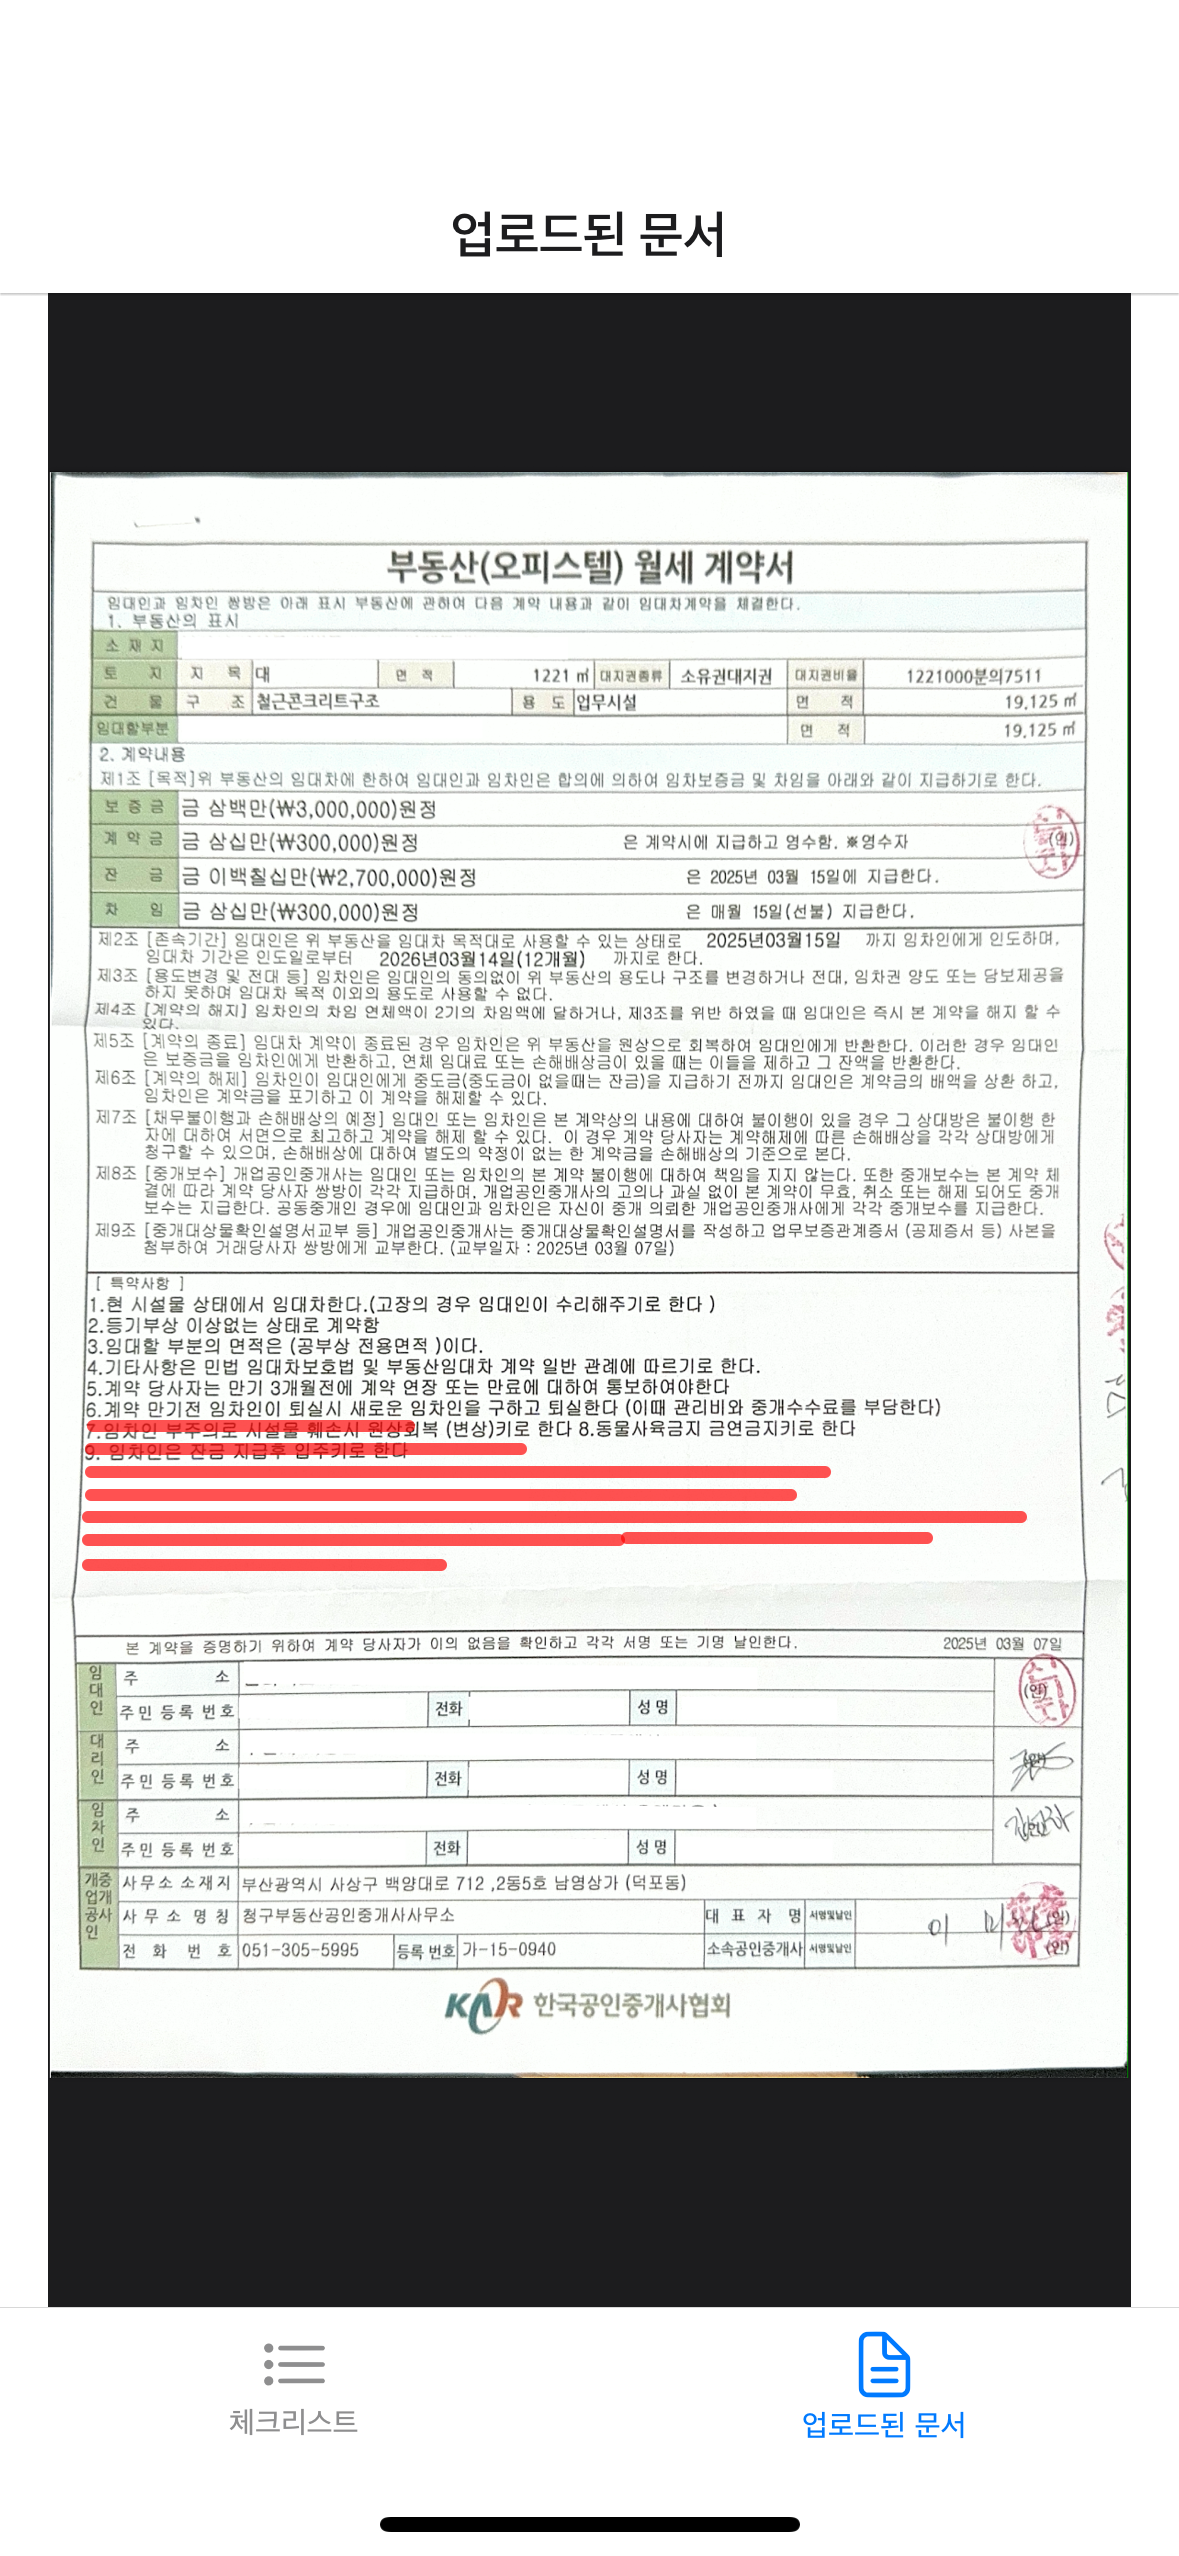 업로드된 문서
부동산(오피스텔) 월세 계약서
임대인과 임차인 쌍방은 아래 표시 부동산에 관하여 다음 계약 내용과 같이 임대차계약을 체결한다.
1. 부동산의 표시
소 재 지
토 지 지 목 대 면 적 1221 ㎡ 대지권종류 소유권대지권 대지권비율 1221000분의7511
건 물 구 조 철근콘크리트구조 용 도 업무시설 면 적 19.125 ㎡
임대할부분 면 적 19.125 ㎡
2. 계약내용
제1조 [목적]위 부동산의 임대차에 한하여 임대인과 임차인은 합의에 의하여 임차보증금 및 차임을 아래와 같이 지급하기로 한다.
보 증 금 금 삼백만(₩3,000,000)원정
계 약 금 금 삼십만(₩300,000)원정 은 계약시에 지급하고 영수함. ※영수자 (인)
잔 금 금 이백칠십만(₩2,700,000)원정 은 2025년 03월 15일에 지급한다.
차 임 금 삼십만(₩300,000)원정 은 매월 15일(선불) 지급한다.
제2조 [존속기간] 임대인은 위 부동산을 임대차 목적대로 사용할 수 있는 상태로 2025년03월15일 까지 임차인에게 인도하며,
임대차 기간은 인도일로부터 2026년03월14일(12개월) 까지로 한다.
제3조 [용도변경 및 전대 등] 임차인은 임대인의 동의없이 위 부동산의 용도나 구조를 변경하거나 전대, 임차권 양도 또는 담보제공을
하지 못하며 임대차 목적 이외의 용도로 사용할 수 없다.
제4조 [계약의 해지] 임차인의 차임 연체액이 2기의 차임액에 달하거나, 제3조를 위반 하였을 때 임대인은 즉시 본 계약을 해지 할 수
있다.
제5조 [계약의 종료] 임대차 계약이 종료된 경우 임차인은 위 부동산을 원상으로 회복하여 임대인에게 반환한다. 이러한 경우 임대인
은 보증금을 임차인에게 반환하고, 연체 임대료 또는 손해배상금이 있을 때는 이들을 제하고 그 잔액을 반환한다.
제6조 [계약의 해제] 임차인이 임대인에게 중도금(중도금이 없을때는 잔금)을 지급하기 전까지 임대인은 계약금의 배액을 상환 하고,
임차인은 계약금을 포기하고 이 계약을 해제할 수 있다.
제7조 [채무불이행과 손해배상의 예정] 임대인 또는 임차인은 본 계약상의 내용에 대하여 불이행이 있을 경우 그 상대방은 불이행 한
자에 대하여 서면으로 최고하고 계약을 해제 할 수 있다. 이 경우 계약 당사자는 계약해제에 따른 손해배상을 각각 상대방에게
청구할 수 있으며, 손해배상에 대하여 별도의 약정이 없는 한 계약금을 손해배상의 기준으로 본다.
제8조 [중개보수] 개업공인중개사는 임대인 또는 임차인의 본 계약 불이행에 대하여 책임을 지지 않는다. 또한 중개보수는 본 계약 체
결에 따라 계약 당사자 쌍방이 각각 지급하며, 개업공인중개사의 고의나 과실 없이 본 계약이 무효, 취소 또는 해제 되어도 중개
보수는 지급한다. 공동중개인 경우에 임대인과 임차인은 자신이 중개 의뢰한 개업공인중개사에게 각각 중개보수를 지급한다.
제9조 [중개대상물확인설명서교부 등] 개업공인중개사는 중개대상물확인설명서를 작성하고 업무보증관계증서 (공제증서 등) 사본을
첨부하여 거래당사자 쌍방에게 교부한다. (교부일자 : 2025년 03월 07일)
[ 특약사항 ]
1.현 시설물 상태에서 임대차한다.(고장의 경우 임대인이 수리해주기로 한다 )
2.등기부상 이상없는 상태로 계약함
3.임대할 부분의 면적은 (공부상 전용면적 )이다.
4.기타사항은 민법 임대차보호법 및 부동산임대차 계약 일반 관례에 따르기로 한다.
5.계약 당사자는 만기 3개월전에 계약 연장 또는 만료에 대하여 통보하여야한다
6.계약 만기전 임차인이 퇴실시 새로운 임차인을 구하고 퇴실한다 (이때 관리비와 중개수수료를 부담한다)
7.임차인 부주의로 시설물 훼손시 원상회복 (변상)키로 한다 8.동물사육금지 금연금지키로 한다
9. 임차인은 잔금 지급후 입주키로 한다
본 계약을 증명하기 위하여 계약 당사자가 이의 없음을 확인하고 각각 서명 또는 기명 날인한다. 2025년 03월 07일
임대인 주 소
주민 등록 번호 전화 성 명 (인)
대리인 주 소
주민 등록 번호 전화 성 명
임차인 주 소
주민 등록 번호 전화 성 명
개업공인중개사 사무소 소재지 부산광역시 사상구 백양대로 712 ,2동5호 남영상가 (덕포동)
사 무 소 명 칭 청구부동산공인중개사사무소 대 표 자 명 서명및날인 (인)
전 화 번 호 051-305-5995 등록 번호 가-15-0940 소속공인중개사 서명및날인 (인)
KAR 한국공인중개사협회
체크리스트
업로드된 문서